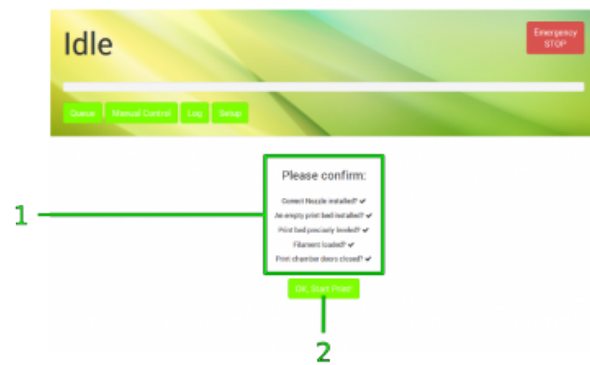 Idle
Emergency
STOP
Queue
Manual Control
Log
Setup
Please confirm:
Correct Nozzle installed? ✔
An empty print bed installed? ✔
Print bed precisely leveled? ✔
Filament loaded? ✔
Print chamber doors closed? ✔
OK, Start Print!
1
2